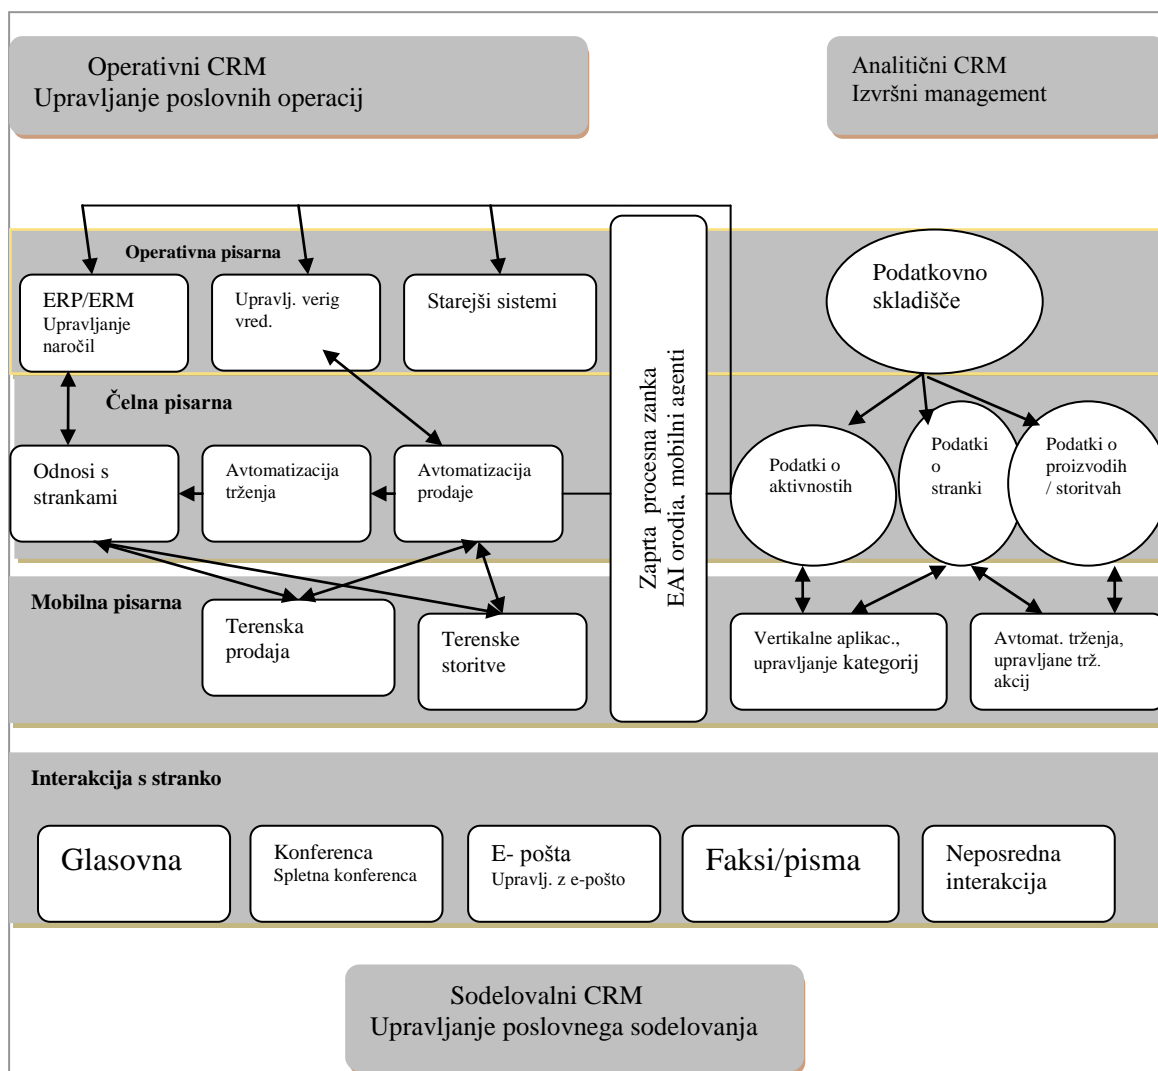 Operativni CRM
Upravljanje poslovnih operacij
Analitični CRM
Izvršni management
Operativna pisarna
ERP/ERM
Upravljanje
naročil
Upravlj. verig
vred.
Starejši sistemi
Podatkovno
skladišče
Čelna pisarna
Odnosi s
strankami
Avtomatizacija
trženja
Avtomatizacija
prodaje
Zaprta procesna zanka
EAI orodja, mobilni agenti
Podatki o
aktivnostih
Podatki
o
stranki
Podatki o
proizvodih
/ storitvah
Mobilna pisarna
Terenska
prodaja
Terenske
storitve
Vertikalne aplikac.,
upravljanje kategorij
Avtomat. trženja,
upravljane trž.
akcij
Interakcija s stranko
Glasovna
Konferenca
Spletna konferenca
E- pošta
Upravlj. z e-pošto
Faksi/pisma
Neposredna
interakcija
Sodelovalni CRM
Upravljanje poslovnega sodelovanja